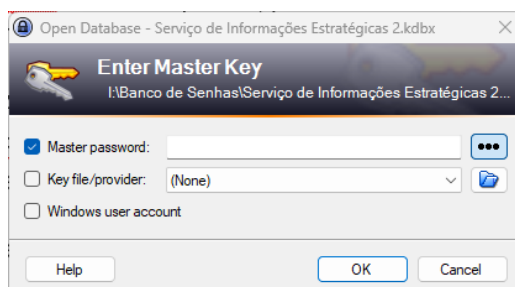 Open Database - Serviço de Informações Estratégicas 2.kdbx
Enter Master Key
I:\Banco de Senhas\Serviço de Informações Estratégicas 2...
Master password:
Key file/provider: (None)
Windows user account
Help OK Cancel